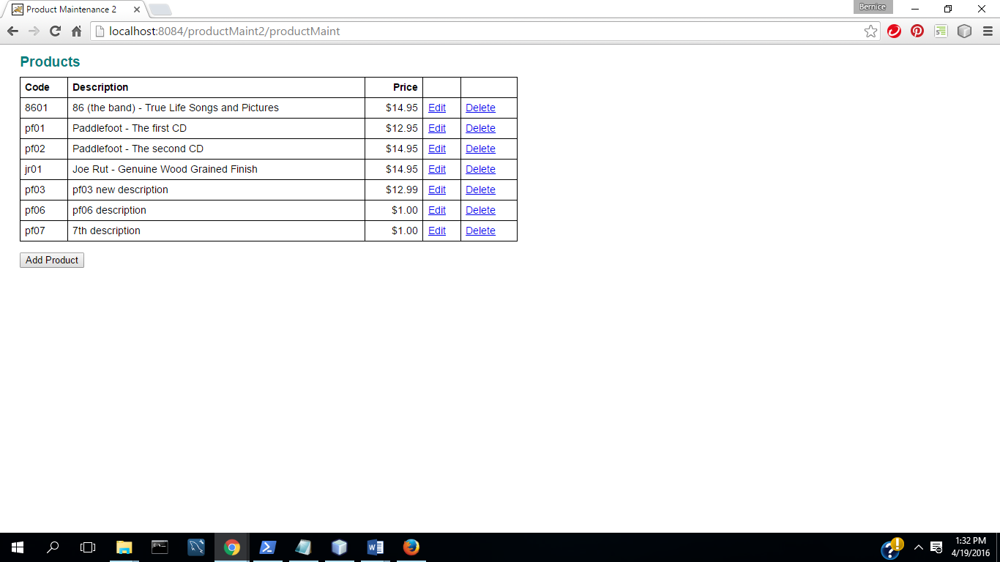 Product Maintenance 2
Bernice
localhost:8084/productMaint2/productMaint
Products
Code Description Price
8601 86 (the band) - True Life Songs and Pictures $14.95 Edit Delete
pf01 Paddlefoot - The first CD $12.95 Edit Delete
pf02 Paddlefoot - The second CD $14.95 Edit Delete
jr01 Joe Rut - Genuine Wood Grained Finish $14.95 Edit Delete
pf03 pf03 new description $12.99 Edit Delete
pf06 pf06 description $1.00 Edit Delete
pf07 7th description $1.00 Edit Delete
Add Product
1:32 PM
4/19/2016